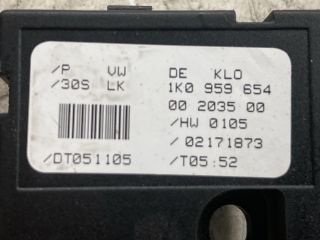 /P VW DE KLO
/30S LK 1K0 959 654
00 2035 00
/HW 0105
/02171873
/DT051105 /T05:52